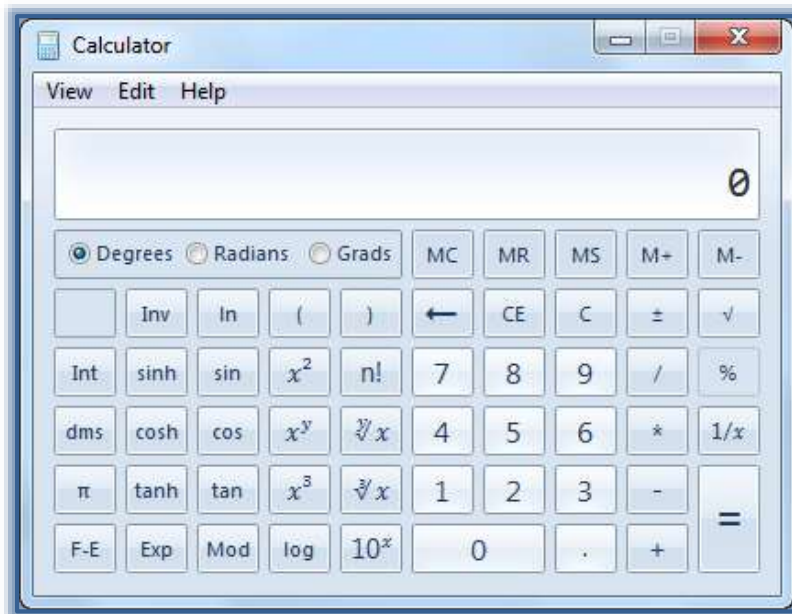 Calculator
View Edit Help
0
Degrees Radians Grads MC MR MS M+ M-
Inv ln ( ) ← CE C ± √
Int sinh sin x² n! 7 8 9 / %
dms cosh cos xʸ ʸ√x 4 5 6 * 1/x
π tanh tan x³ ³√x 1 2 3 - =
F-E Exp Mod log 10ˣ 0 . +